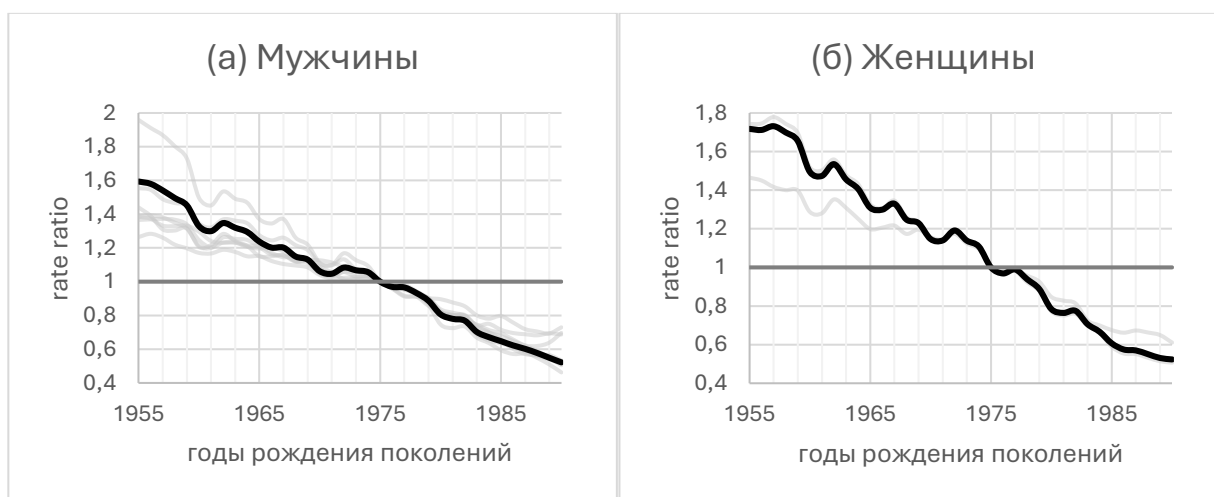 (а) Мужчины
2
1,8
1,6
1,4
1,2
1
0,8
0,6
0,4
rate ratio
1955 1965 1975 1985
годы рождения поколений
(б) Женщины
1,8
1,6
1,4
1,2
1
0,8
0,6
0,4
rate ratio
1955 1965 1975 1985
годы рождения поколений